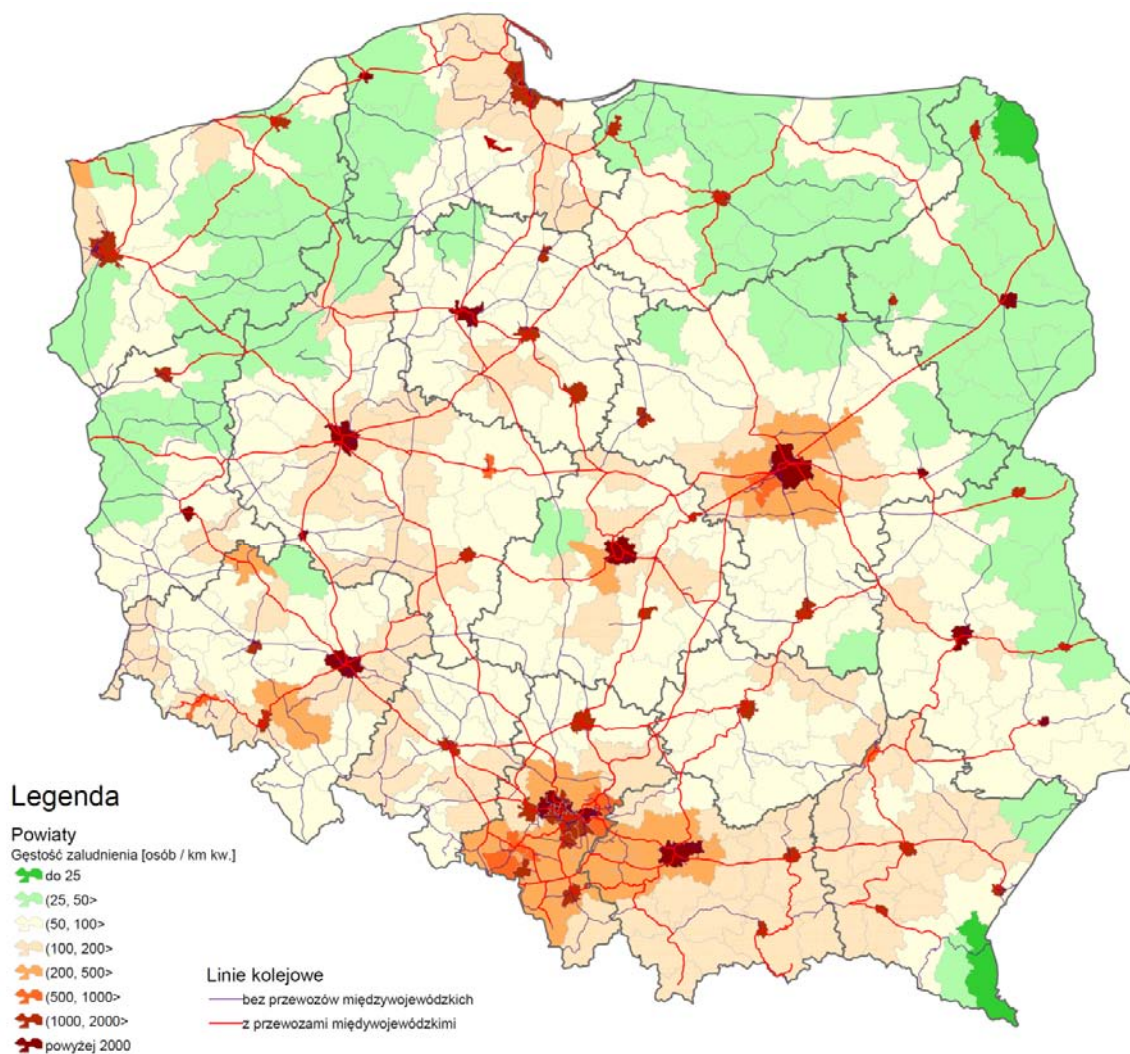 Legenda
Powiaty
Gęstość zaludnienia [osób / km kw.]
do 25
(25, 50>
(50, 100>
(100, 200>
(200, 500>
(500, 1000>
(1000, 2000>
powyżej 2000
Linie kolejowe
bez przewozów międzywojewódzkich
z przewozami międywojewódzkimi